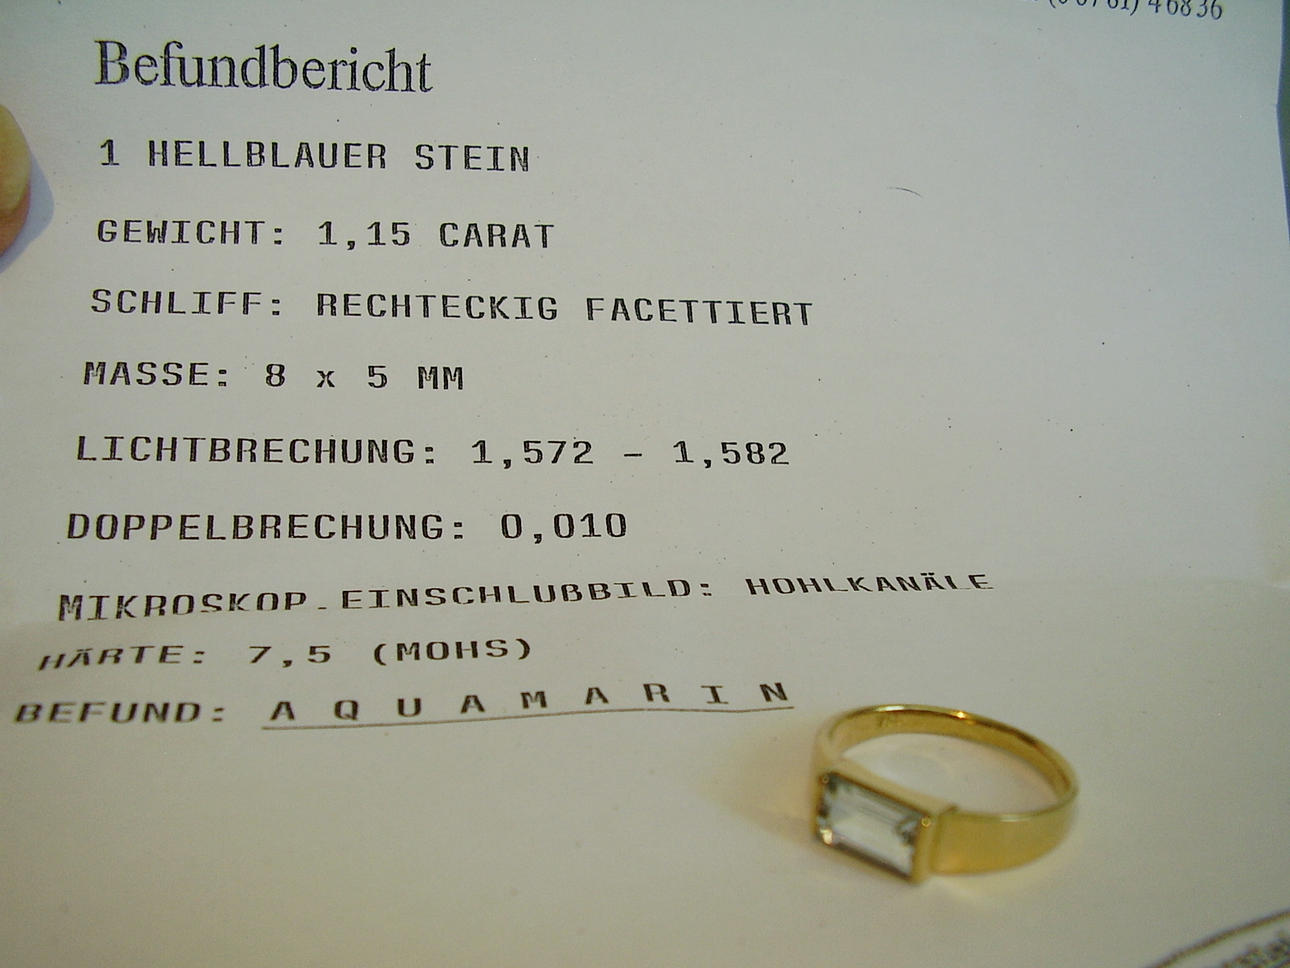 46836
Befundbericht
1 HELLBLAUER STEIN
GEWICHT: 1,15 CARAT
SCHLIFF: RECHTECKIG FACETTIERT
MASSE: 8 x 5 MM
LICHTBRECHUNG: 1,572 - 1,582
DOPPELBRECHUNG: 0,010
MIKROSKOP.EINSCHLUßBILD: HOHLKANÄLE
HÄRTE: 7,5 (MOHS)
BEFUND: A Q U A M A R I N